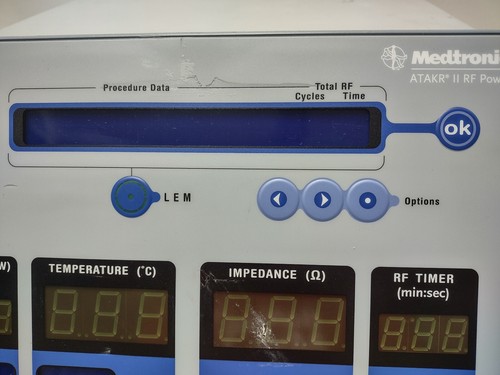 Medtroni
ATAKR® II RF Pow
Procedure Data
Total RF
Cycles Time
ok
LEM
Options
W)
TEMPERATURE (°C)
IMPEDANCE (Ω)
RF TIMER
(min:sec)